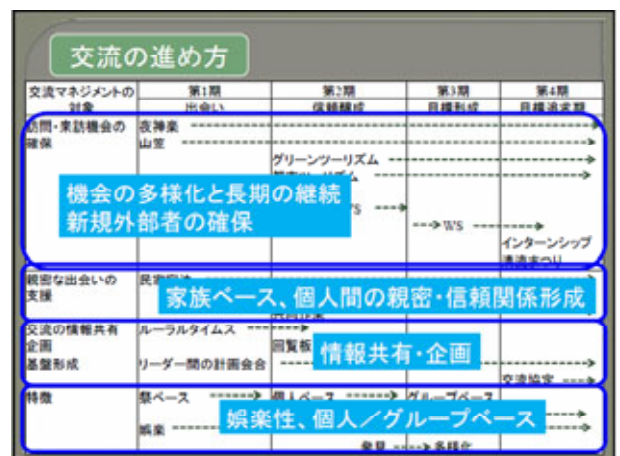 交流の進め方
交流マネジメントの対象 第1期 第2期 第3期 第4期
出会い 信頼醸成 目標形成 目標追求期
訪問・来訪機会の確保 夜神楽
山笠
グリーンツーリズム
機会の多様化と長期の継続
新規外部者の確保
WS
インターンシップ
親密な出会いの支援
家族ベース、個人間の親密・信頼関係形成
交流の情報共有 ルーラルタイムス
企画 回覧板
情報共有・企画
基盤形成 リーダー間の計画会合
交流協定
特徴 祭ベース 個人ベース グループベース
娯楽性、個人／グループベース
娯楽
発見 多様化